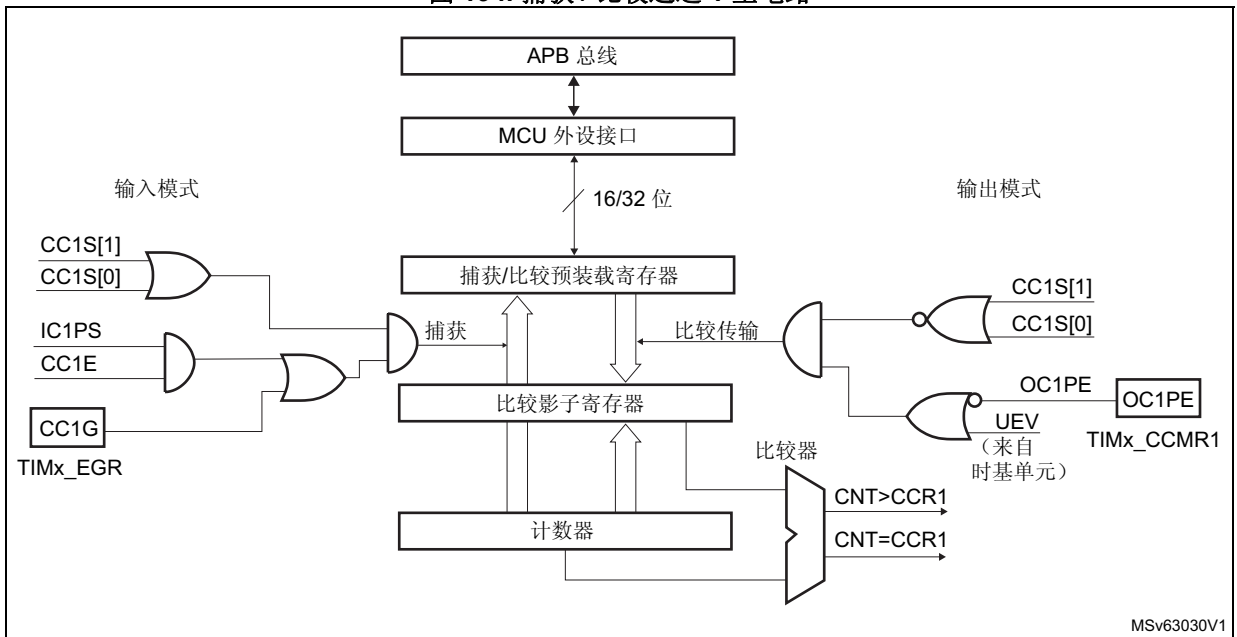 APB 总线
MCU 外设接口
16/32 位
输入模式
输出模式
CC1S[1]
CC1S[0]
捕获/比较预装载寄存器
CC1S[1]
CC1S[0]
IC1PS
CC1E
捕获
比较传输
CC1G
TIMx_EGR
比较影子寄存器
OC1PE
OC1PE
UEV
（来自
时基单元）
TIMx_CCMR1
比较器
计数器
CNT>CCR1
CNT=CCR1
MSv63030V1